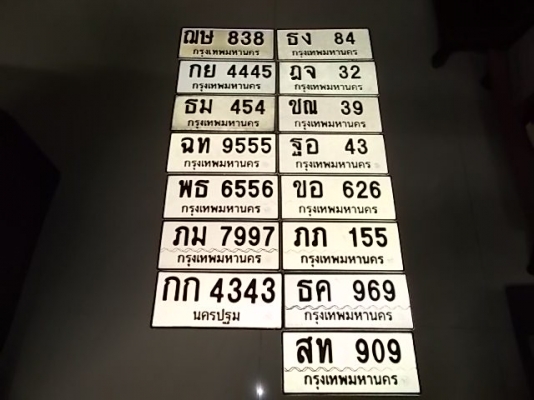 ฌษ 838
กรุงเทพมหานคร
ธง 84
กรุงเทพมหานคร
กย 4445
กรุงเทพมหานคร
ฎจ 32
กรุงเทพมหานคร
ธม 454
กรุงเทพมหานคร
ชณ 39
กรุงเทพมหานคร
ฉท 9555
กรุงเทพมหานคร
ฐอ 43
กรุงเทพมหานคร
พธ 6556
กรุงเทพมหานคร
ขอ 626
กรุงเทพมหานคร
ภม 7997
กรุงเทพมหานคร
ภภ 155
กรุงเทพมหานคร
กก 4343
นครปฐม
ธค 969
กรุงเทพมหานคร
สท 909
กรุงเทพมหานคร